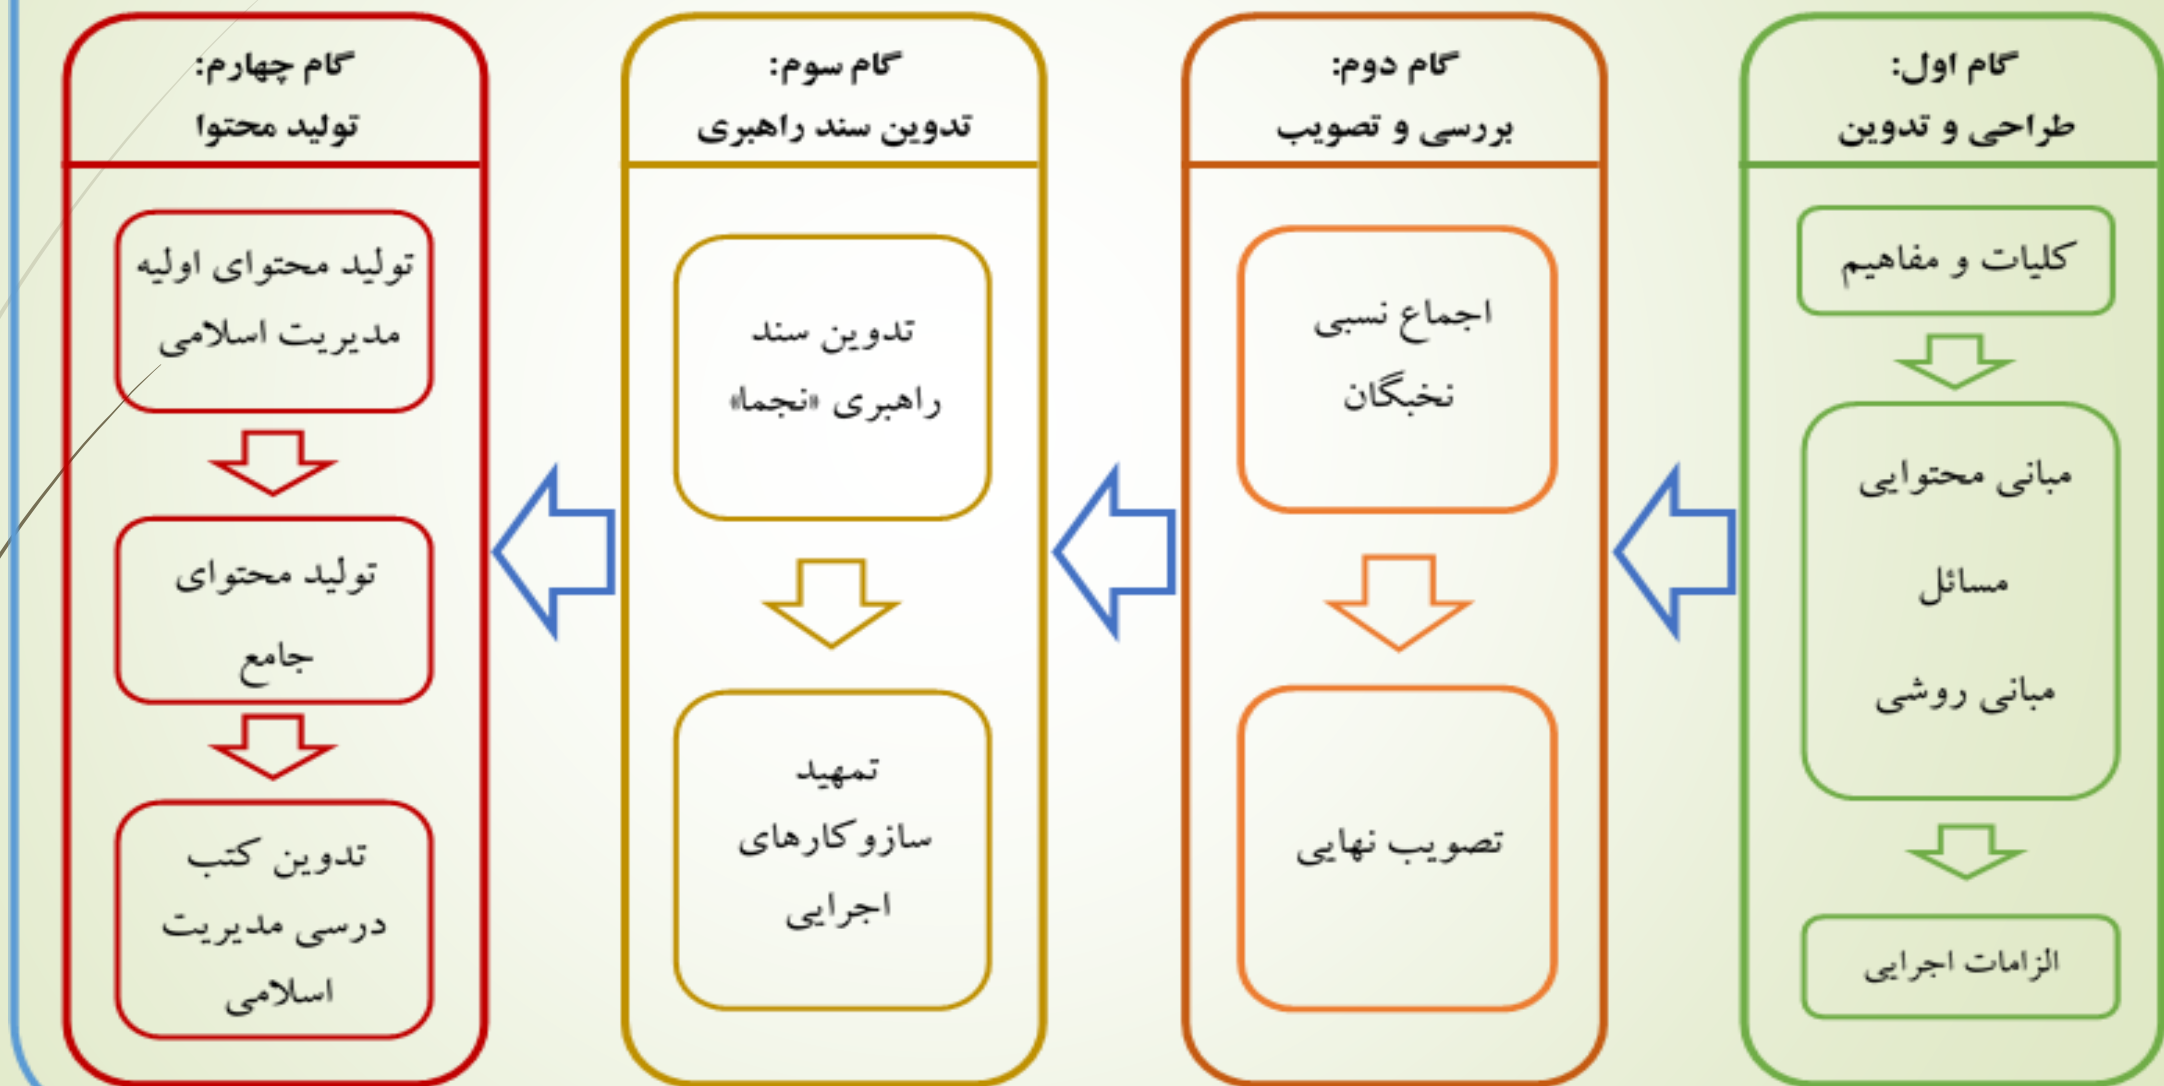 گام اول:
طراحی و تدوین
کلیات و مفاهیم
مبانی محتوایی
مسائل
مبانی روشی
الزامات اجرایی
گام دوم:
بررسی و تصویب
اجماع نسبی
نخبگان
تصویب نهایی
گام سوم:
تدوین سند راهبری
تدوین سند
راهبری «نجما»
تمهید
سازوکارهای
اجرایی
گام چهارم:
تولید محتوا
تولید محتوای اولیه
مدیریت اسلامی
تولید محتوای
جامع
تدوین کتب
درسی مدیریت
اسلامی